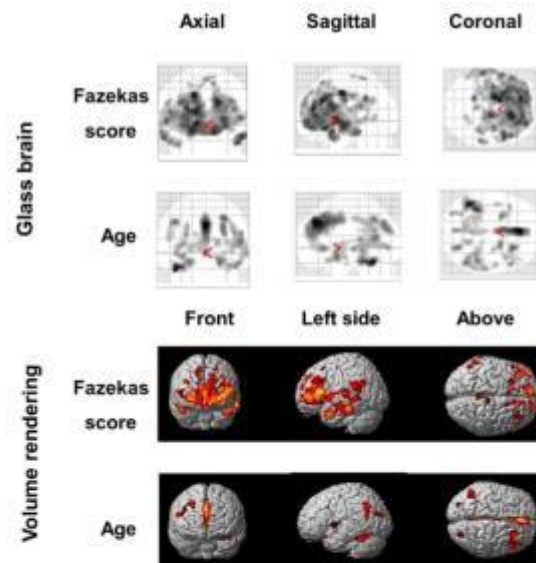 Axial Sagittal Coronal
Fazekas
score
Glass brain
Age
Front Left side Above
Fazekas
score
Volume rendering
Age